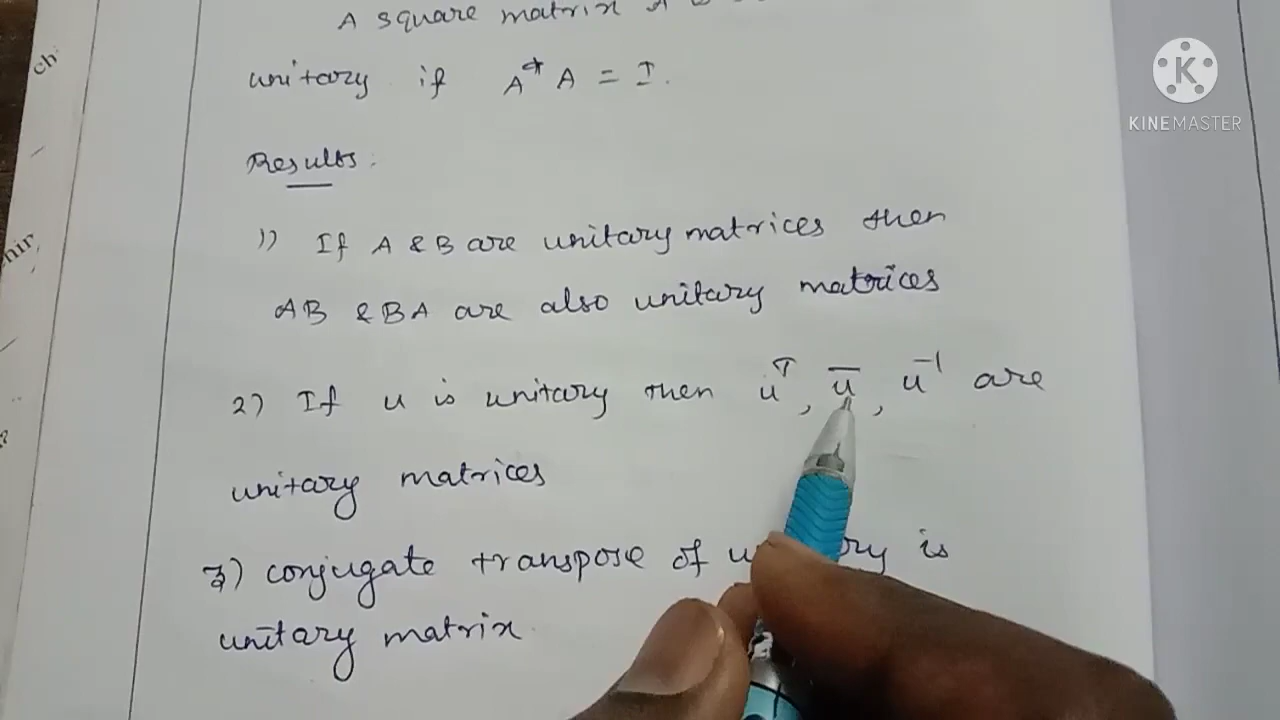 A square matrix A
unitary if A* A = I.
Results:
1) If A & B are unitary matrices then
AB & BA are also unitary matrices
2) If u is unitary then uᵀ, ū, u⁻¹ are
unitary matrices
3) conjugate transpose of is
unitary matrix
KINEMASTER